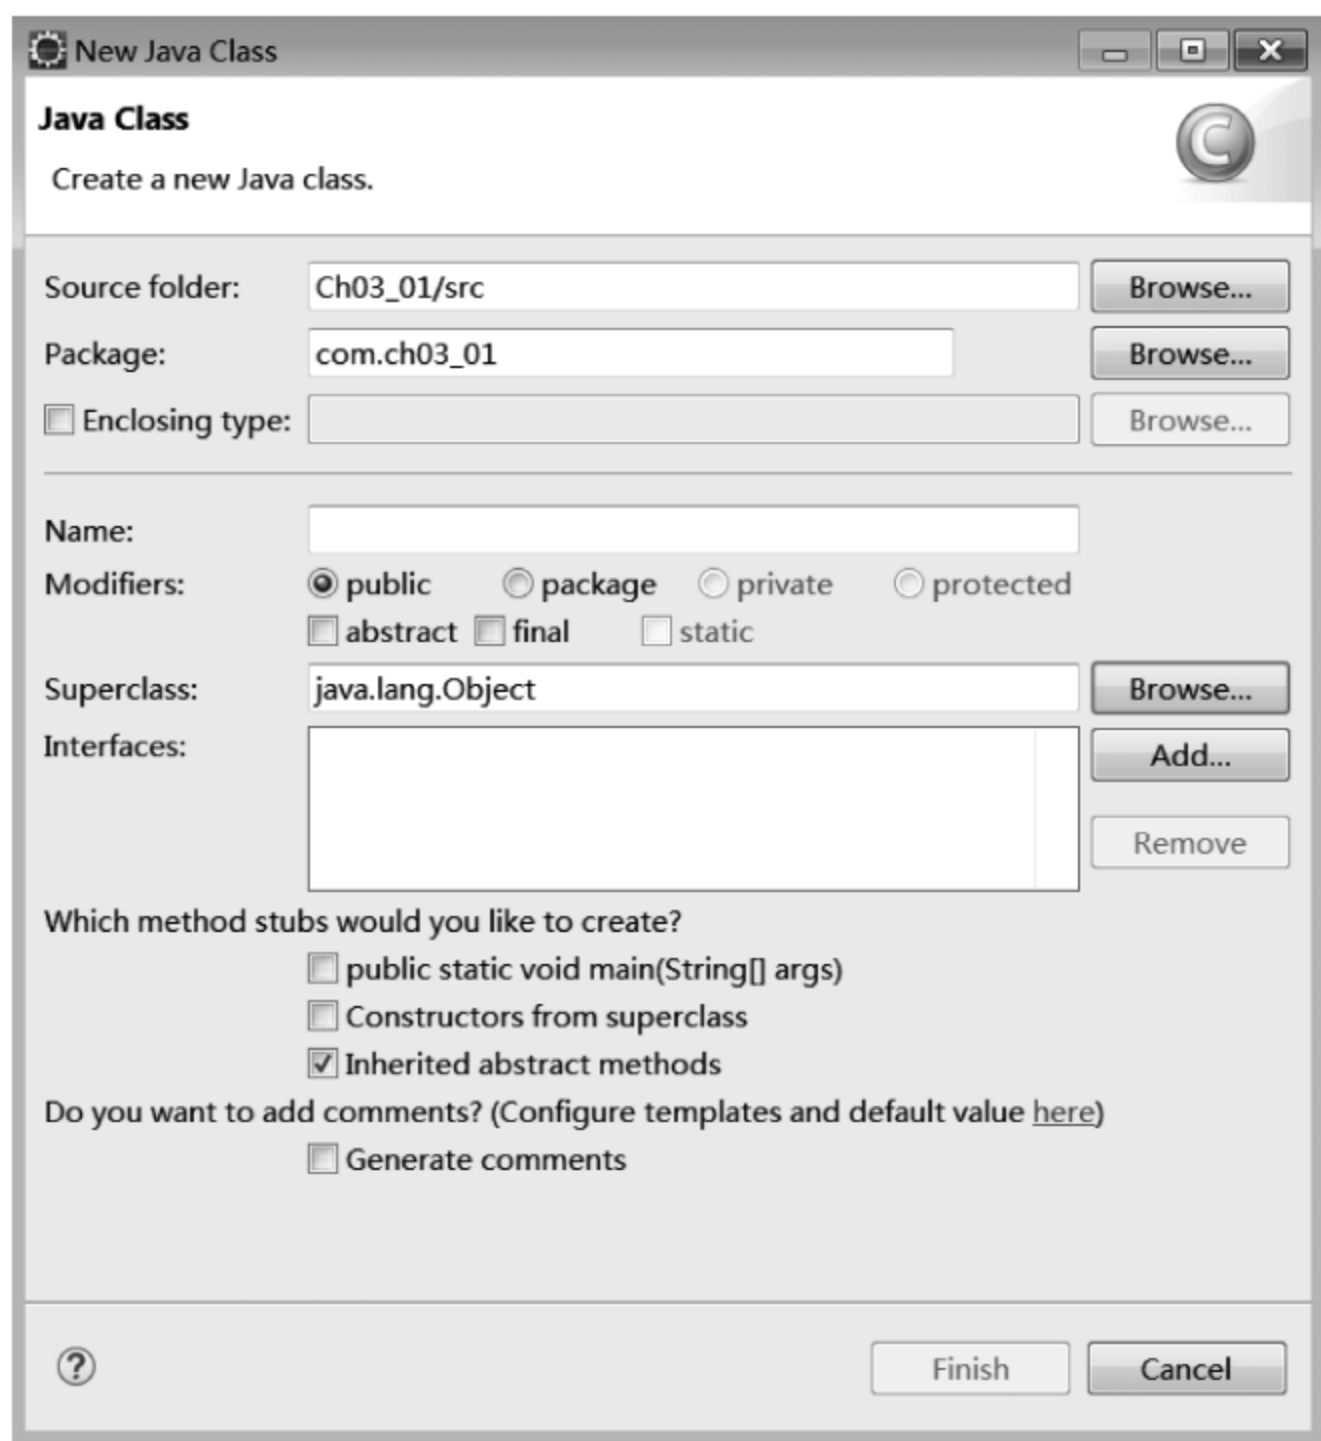 New Java Class
Java Class
Create a new Java class.
Source folder: Ch03_01/src Browse...
Package: com.ch03_01 Browse...
Enclosing type: Browse...
Name:
Modifiers: public package private protected
abstract final static
Superclass: java.lang.Object Browse...
Interfaces: Add...
Remove
Which method stubs would you like to create?
public static void main(String[] args)
Constructors from superclass
Inherited abstract methods
Do you want to add comments? (Configure templates and default value here)
Generate comments
? Finish Cancel